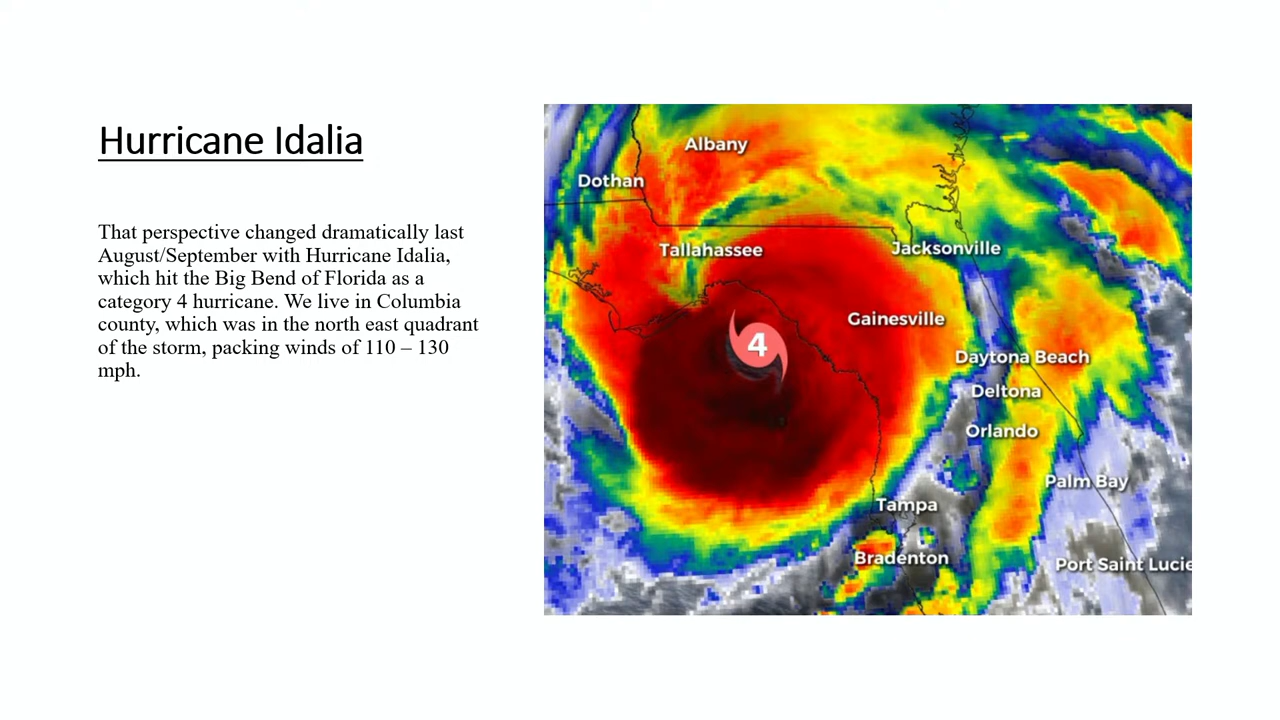 Hurricane Idalia
That perspective changed dramatically last
August/September with Hurricane Idalia,
which hit the Big Bend of Florida as a
category 4 hurricane. We live in Columbia
county, which was in the north east quadrant
of the storm, packing winds of 110 – 130
mph.
Albany
Dothan
Tallahassee
Jacksonville
Gainesville
4
Daytona Beach
Deltona
Orlando
Palm Bay
Tampa
Bradenton
Port Saint Lucie